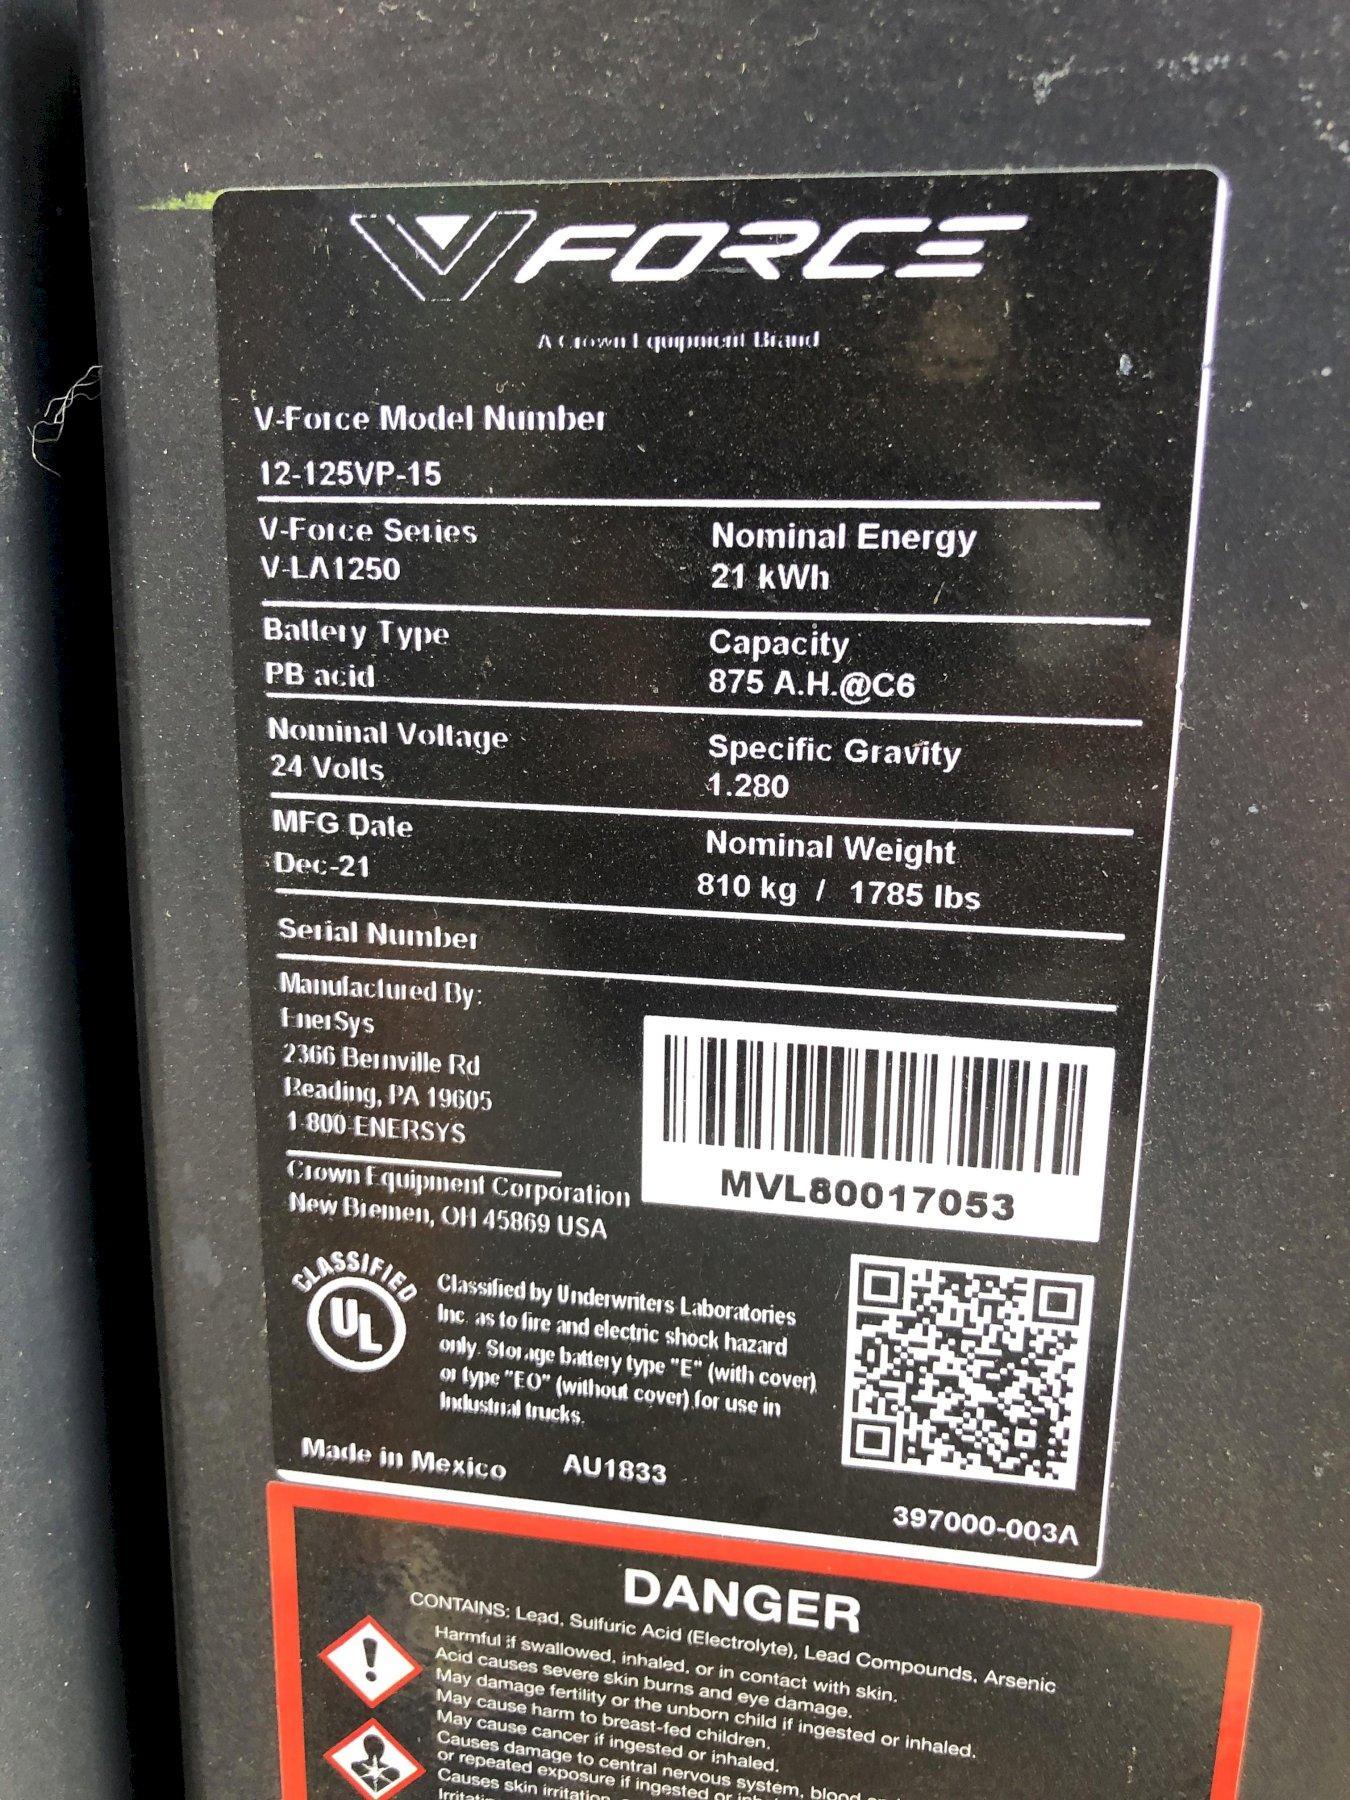 V FORCE
A Crown Equipment Brand
V-Force Model Number
12-125VP-15
V-Force Series
V-LA1250
Nominal Energy
21 kWh
Battery Type
PB acid
Capacity
875 A.H.@C6
Nominal Voltage
24 Volts
Specific Gravity
1.280
MFG Date
Dec-21
Nominal Weight
810 kg / 1785 lbs
Serial Number
Manufactured By:
EnerSys
2366 Bernville Rd
Reading, PA 19605
1-800-ENERSYS
MVL80017053
Crown Equipment Corporation
New Bremen, OH 45869 USA
CLASSIFIED
UL
Classified by Underwriters Laboratories
Inc. as to fire and electric shock hazard
only. Storage battery type "E" (with cover)
or type "EO" (without cover) for use in
Industrial trucks.
Made in Mexico AU1833
397000-003A
DANGER
CONTAINS: Lead, Sulfuric Acid (Electrolyte), Lead Compounds, Arsenic
Harmful if swallowed, inhaled, or in contact with skin.
Acid causes severe skin burns and eye damage.
May damage fertility or the unborn child if ingested or inhaled.
May cause harm to breast-fed children.
May cause cancer if ingested or inhaled.
Causes damage to central nervous system, blood
or repeated exposure if ingested or
Causes skin irritation